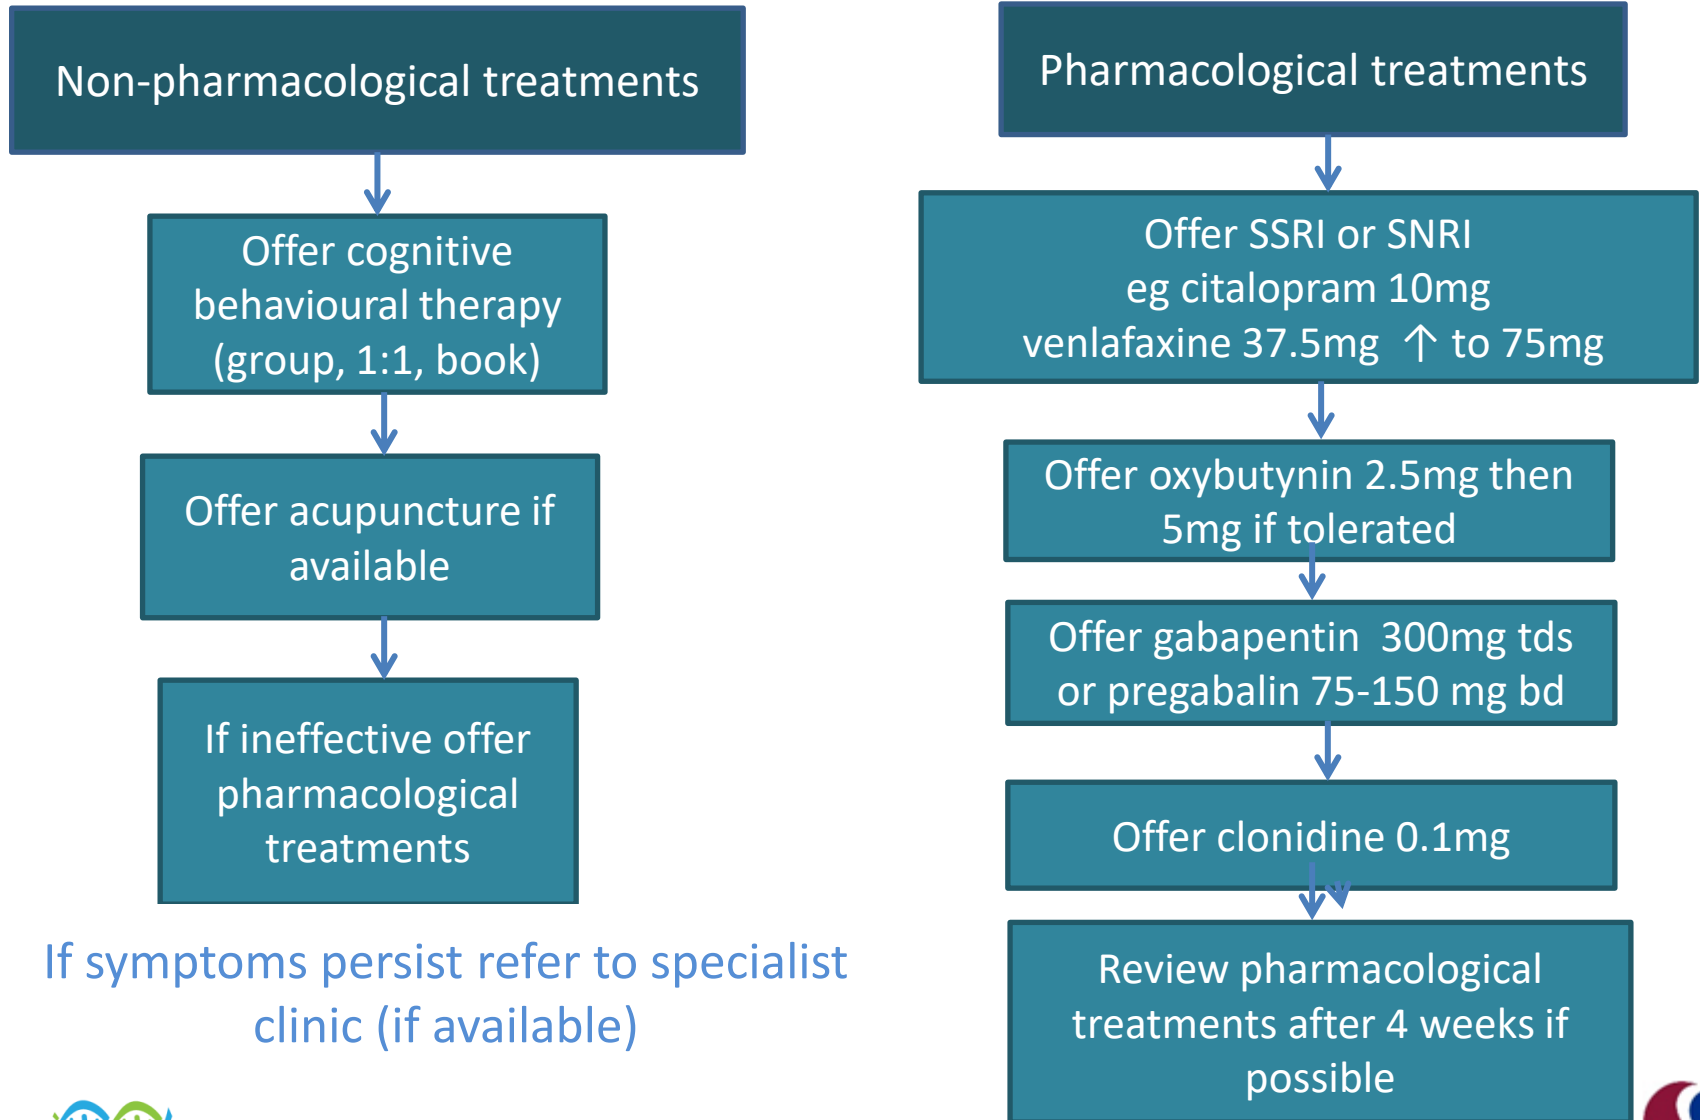 Non-pharmacological treatments
Offer cognitive
behavioural therapy
(group, 1:1, book)
Offer acupuncture if
available
If ineffective offer
pharmacological
treatments
If symptoms persist refer to specialist
clinic (if available)
Pharmacological treatments
Offer SSRI or SNRI
eg citalopram 10mg
venlafaxine 37.5mg ↑ to 75mg
Offer oxybutynin 2.5mg then
5mg if tolerated
Offer gabapentin 300mg tds
or pregabalin 75-150 mg bd
Offer clonidine 0.1mg
Review pharmacological
treatments after 4 weeks if
possible